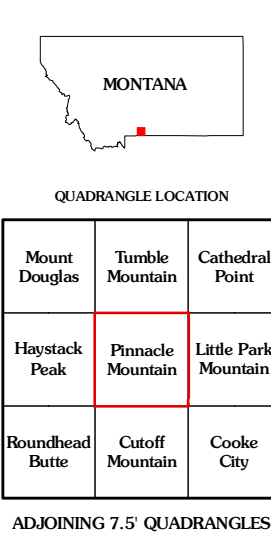 MONTANA
QUADRANGLE LOCATION
Mount
Douglas
Tumble
Mountain
Cathedral
Point
Haystack
Peak
Pinnacle
Mountain
Little Park
Mountain
Roundhead
Butte
Cutoff
Mountain
Cooke
City
ADJOINING 7.5' QUADRANGLES